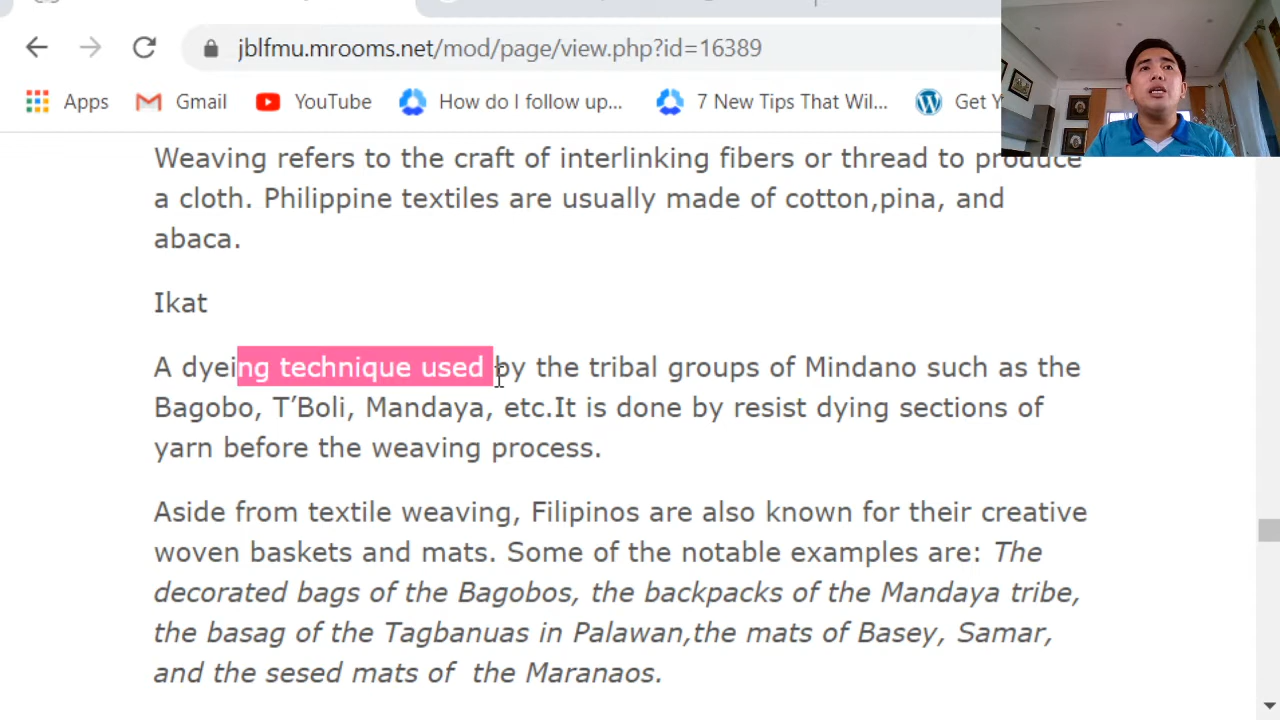 jblfmu.mrooms.net/mod/page/view.php?id=16389
Apps Gmail YouTube How do I follow up... 7 New Tips That Wil... Get
Weaving refers to the craft of interlinking fibers or thread to produce
a cloth. Philippine textiles are usually made of cotton,pina, and
abaca.
Ikat
A dyeing technique used by the tribal groups of Mindano such as the
Bagobo, T’Boli, Mandaya, etc.It is done by resist dying sections of
yarn before the weaving process.
Aside from textile weaving, Filipinos are also known for their creative
woven baskets and mats. Some of the notable examples are: The
decorated bags of the Bagobos, the backpacks of the Mandaya tribe,
the basag of the Tagbanuas in Palawan,the mats of Basey, Samar,
and the sesed mats of the Maranaos.